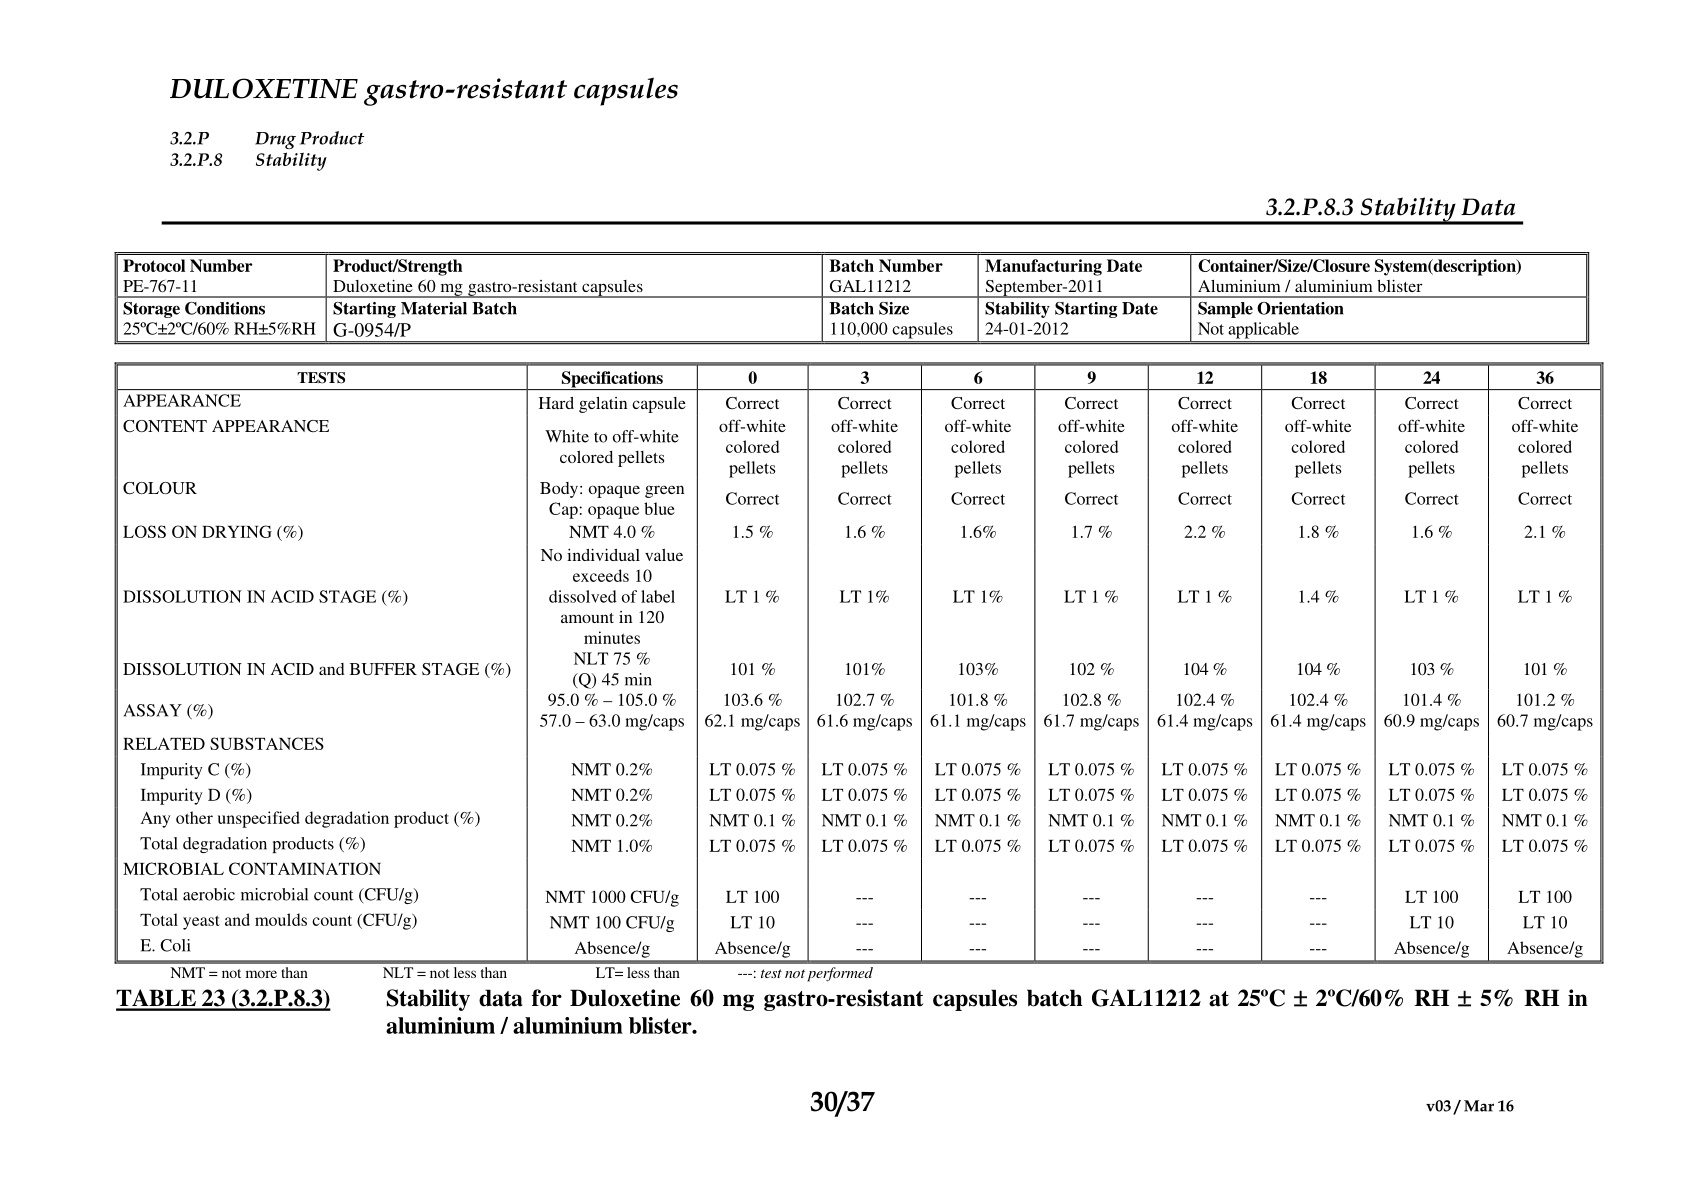 DULOXETINE gastro-resistant capsules
3.2.P Drug Product
3.2.P.8 Stability
3.2.P.8.3 Stability Data
Protocol Number Product/Strength Batch Number Manufacturing Date Container/Size/Closure System(description)
PE-767-11 Duloxetine 60 mg gastro-resistant capsules GAL11212 September-2011 Aluminium / aluminium blister
Storage Conditions Starting Material Batch Batch Size Stability Starting Date Sample Orientation
25ºC±2ºC/60% RH±5%RH G-0954/P 110,000 capsules 24-01-2012 Not applicable
TESTS Specifications 0 3 6 9 12 18 24 36
APPEARANCE Hard gelatin capsule Correct Correct Correct Correct Correct Correct Correct Correct
CONTENT APPEARANCE off-white off-white off-white off-white off-white off-white off-white off-white
White to off-white
colored colored colored colored colored colored colored colored
colored pellets
pellets pellets pellets pellets pellets pellets pellets pellets
COLOUR Body: opaque green
Correct Correct Correct Correct Correct Correct Correct Correct
Cap: opaque blue
LOSS ON DRYING (%) NMT 4.0 % 1.5 % 1.6 % 1.6% 1.7 % 2.2 % 1.8 % 1.6 % 2.1 %
No individual value
exceeds 10
DISSOLUTION IN ACID STAGE (%) dissolved of label LT 1 % LT 1% LT 1% LT 1 % LT 1 % 1.4 % LT 1 % LT 1 %
amount in 120
minutes
NLT 75 %
DISSOLUTION IN ACID and BUFFER STAGE (%) 101 % 101% 103% 102 % 104 % 104 % 103 % 101 %
(Q) 45 min
95.0 % – 105.0 % 103.6 % 102.7 % 101.8 % 102.8 % 102.4 % 102.4 % 101.4 % 101.2 %
ASSAY (%)
57.0 – 63.0 mg/caps 62.1 mg/caps 61.6 mg/caps 61.1 mg/caps 61.7 mg/caps 61.4 mg/caps 61.4 mg/caps 60.9 mg/caps 60.7 mg/caps
RELATED SUBSTANCES
Impurity C (%) NMT 0.2% LT 0.075 % LT 0.075 % LT 0.075 % LT 0.075 % LT 0.075 % LT 0.075 % LT 0.075 % LT 0.075 %
Impurity D (%) NMT 0.2% LT 0.075 % LT 0.075 % LT 0.075 % LT 0.075 % LT 0.075 % LT 0.075 % LT 0.075 % LT 0.075 %
Any other unspecified degradation product (%) NMT 0.2% NMT 0.1 % NMT 0.1 % NMT 0.1 % NMT 0.1 % NMT 0.1 % NMT 0.1 % NMT 0.1 % NMT 0.1 %
Total degradation products (%) NMT 1.0% LT 0.075 % LT 0.075 % LT 0.075 % LT 0.075 % LT 0.075 % LT 0.075 % LT 0.075 % LT 0.075 %
MICROBIAL CONTAMINATION
Total aerobic microbial count (CFU/g) NMT 1000 CFU/g LT 100 --- --- --- --- --- LT 100 LT 100
Total yeast and moulds count (CFU/g) NMT 100 CFU/g LT 10 --- --- --- --- --- LT 10 LT 10
E. Coli Absence/g Absence/g --- --- --- --- --- Absence/g Absence/g
NMT = not more than NLT = not less than LT= less than ---: test not performed
TABLE 23 (3.2.P.8.3) Stability data for Duloxetine 60 mg gastro-resistant capsules batch GAL11212 at 25ºC ± 2ºC/60% RH ± 5% RH in
aluminium / aluminium blister.
30/37
v03 / Mar 16